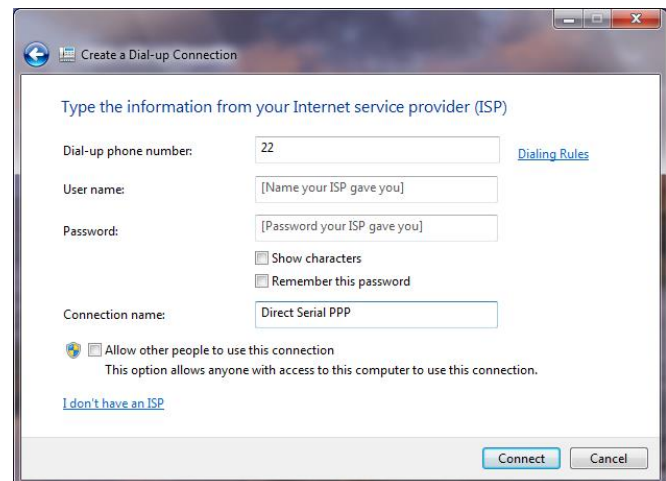 Create a Dial-up Connection
Type the information from your Internet service provider (ISP)
Dial-up phone number: 22 Dialing Rules
User name: [Name your ISP gave you]
Password: [Password your ISP gave you]
Show characters
Remember this password
Connection name: Direct Serial PPP
Allow other people to use this connection
This option allows anyone with access to this computer to use this connection.
I don't have an ISP
Connect Cancel